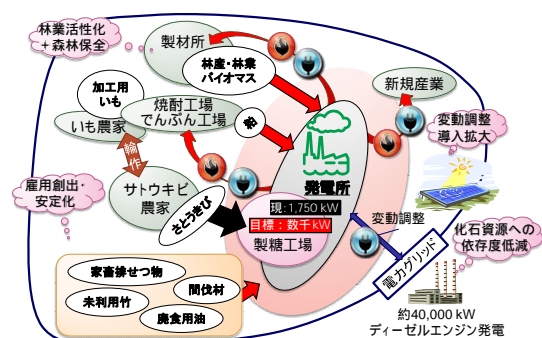 林業活性化
+森林保全
製材所
林産・林業
バイオマス
加工用
いも
いも農家
焼酎工場
でんぷん工場
粕
新規産業
変動調整
導入拡大
輪作
発電所
雇用創出・
安定化
サトウキビ
農家
さとうきび
現:1,750 kW
目標:数千kW
製糖工場
変動調整
化石資源への
依存度低減
電力グリッド
家畜排せつ物
間伐材
未利用竹
廃食用油
約40,000 kW
ディーゼルエンジン発電